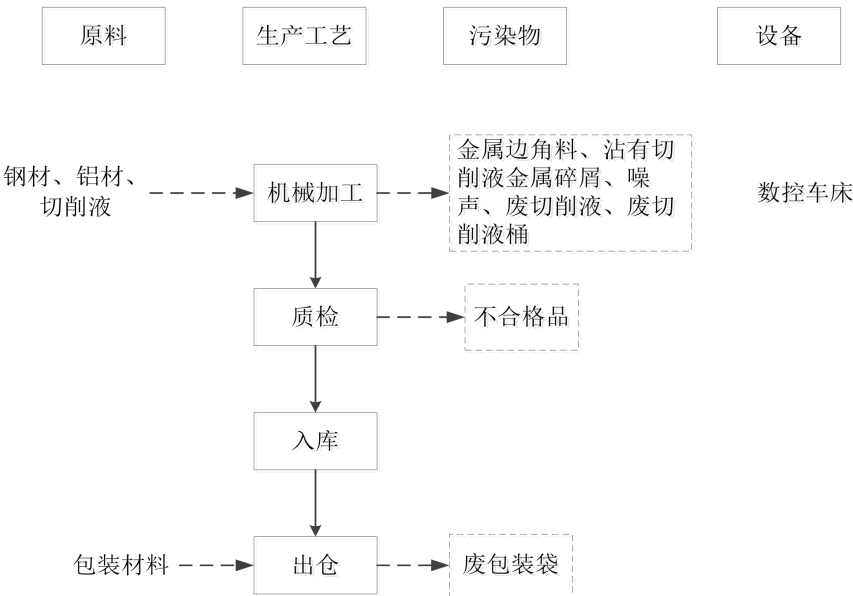 原料
生产工艺
污染物
设备
钢材、铝材、
切削液
机械加工
金属边角料、沾有切
削液金属碎屑、噪
声、废切削液、废切
削液桶
数控车床
质检
不合格品
入库
包装材料
出仓
废包装袋